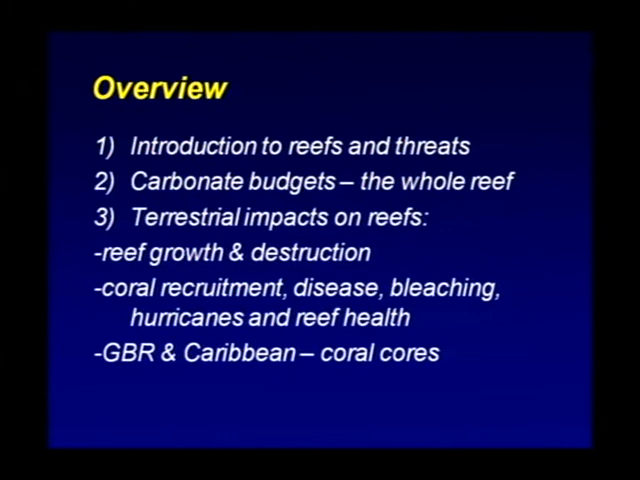 Overview
1) Introduction to reefs and threats
2) Carbonate budgets – the whole reef
3) Terrestrial impacts on reefs:
-reef growth & destruction
-coral recruitment, disease, bleaching,
hurricanes and reef health
-GBR & Caribbean – coral cores